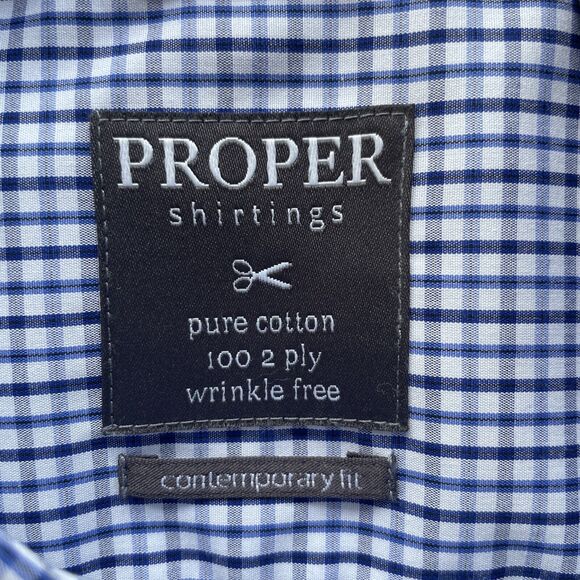 PROPER
shirtings
pure cotton
100 2 ply
wrinkle free
contemporary fit